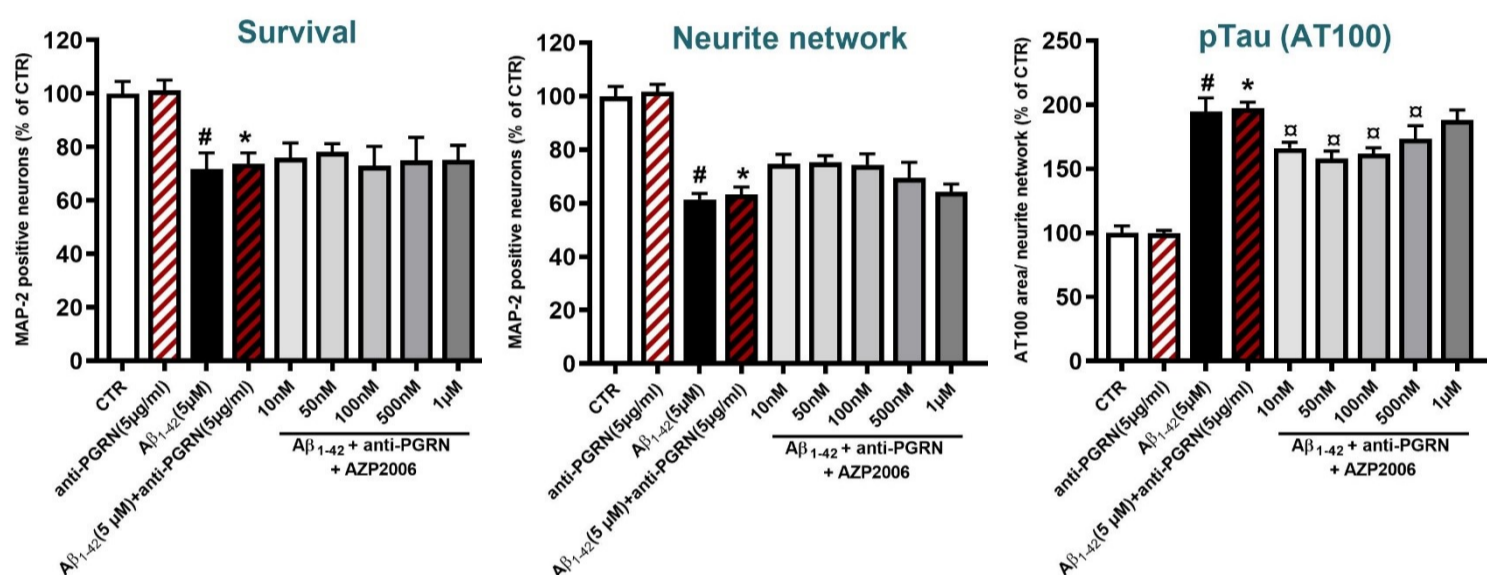 Survival
MAP-2 positive neurons (% of CTR)
120
100
80
60
40
20
0
# *
CTR
anti-PGRN(5µg/ml)
Aβ1-42(5µM)
Aβ1-42(5 µM)+anti-PGRN(5µg/ml)
10nM
50nM
100nM
500nM
1µM
Aβ1-42 + anti-PGRN
+ AZP2006
Neurite network
MAP-2 positive neurons (% of CTR)
120
100
80
60
40
20
0
# *
CTR
anti-PGRN(5µg/ml)
Aβ1-42(5µM)
Aβ1-42(5 µM)+anti-PGRN(5µg/ml)
10nM
50nM
100nM
500nM
1µM
Aβ1-42 + anti-PGRN
+ AZP2006
pTau (AT100)
AT100 area/ neurite network (% of CTR)
250
200
150
100
50
0
# * ¤ ¤ ¤ ¤
CTR
anti-PGRN(5µg/ml)
Aβ1-42(5µM)
Aβ1-42(5 µM)+anti-PGRN(5µg/ml)
10nM
50nM
100nM
500nM
1µM
Aβ1-42 + anti-PGRN
+ AZP2006